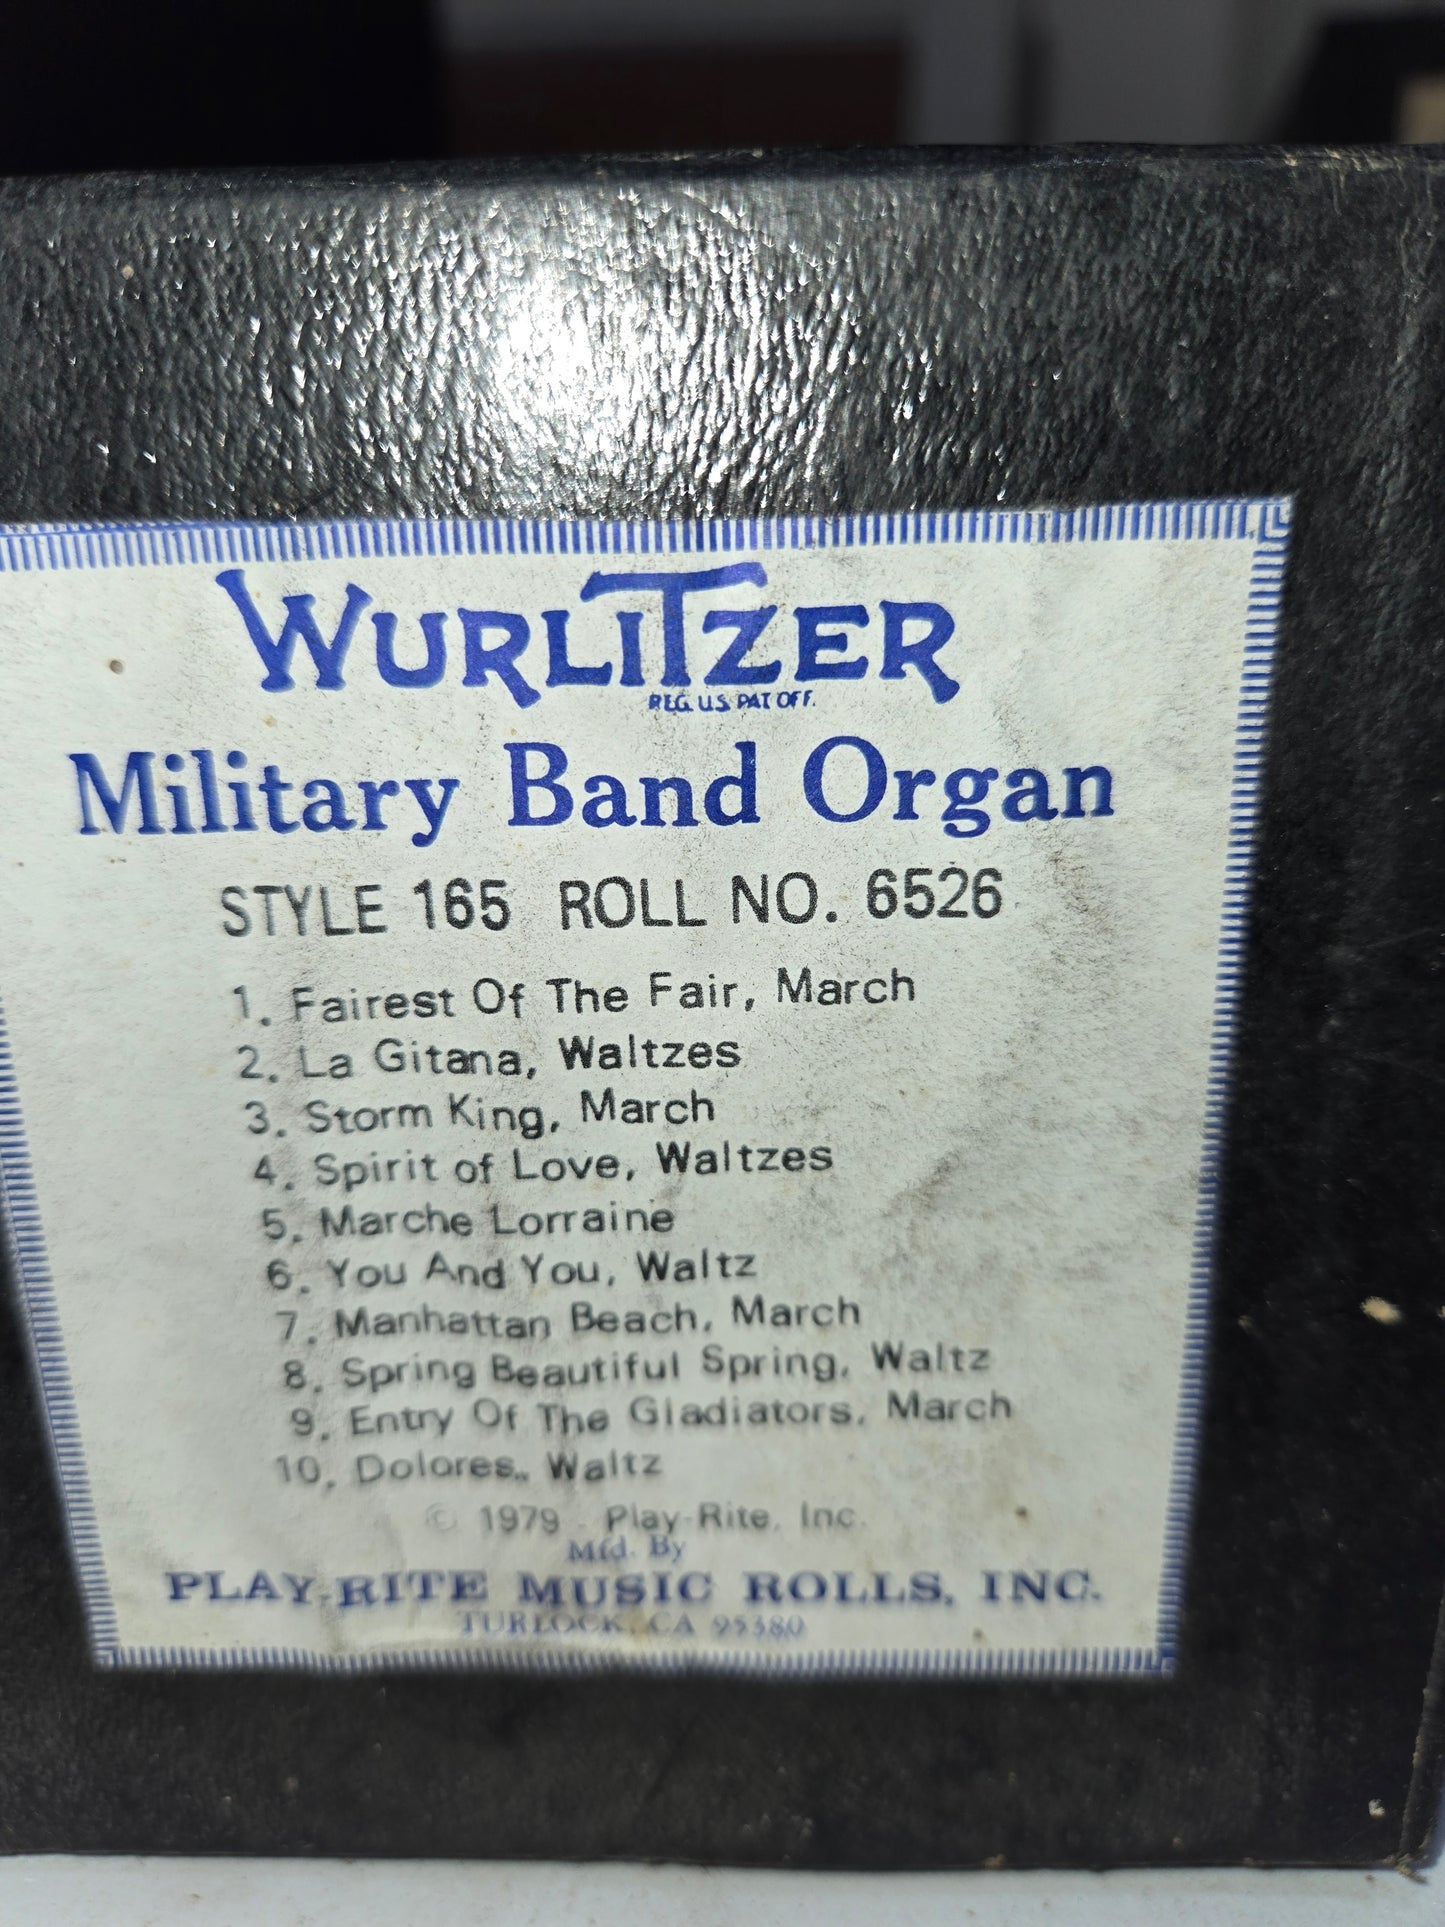 WURLITZER
REG. U.S. PAT. OFF.
Military Band Organ
STYLE 165 ROLL NO. 6526
1. Fairest Of The Fair, March
2. La Gitana, Waltzes
3. Storm King, March
4. Spirit of Love, Waltzes
5. Marche Lorraine
6. You And You, Waltz
7. Manhattan Beach, March
8. Spring Beautiful Spring, Waltz
9. Entry Of The Gladiators, March
10. Dolores, Waltz
© 1979 - Play-Rite, Inc.
Mfd. By
PLAY-RITE MUSIC ROLLS, INC.
TURLOCK, CA 95380